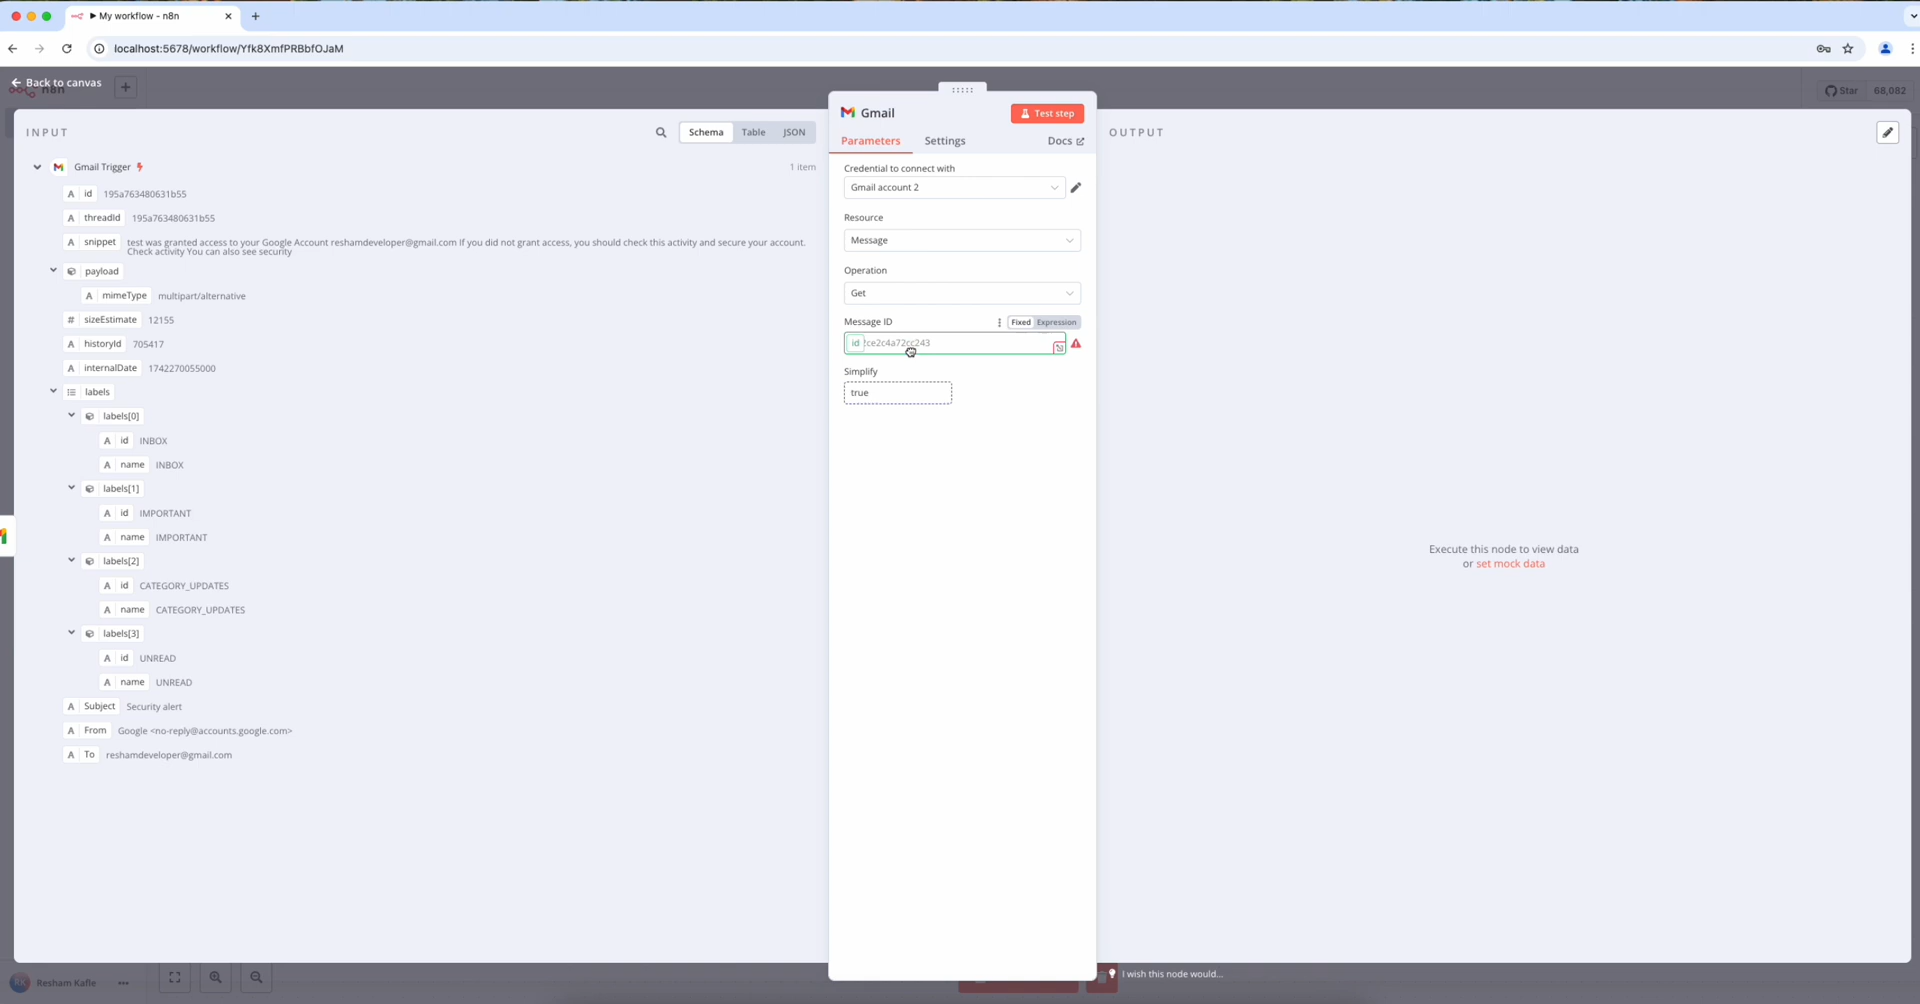 My workflow - n8n
localhost:5678/workflow/Yfk8XmfPRBbfOJaM
Back to canvas
n8n
Star 68,082
INPUT
Schema Table JSON
Gmail Trigger
1 item
A id 195a763480631b55
A threadId 195a763480631b55
A snippet test was granted access to your Google Account reshamdeveloper@gmail.com If you did not grant access, you should check this activity and secure your account.
Check activity You can also see security
payload
A mimeType multipart/alternative
# sizeEstimate 12155
A historyId 705417
A internalDate 1742270055000
labels
labels[0]
A id INBOX
A name INBOX
labels[1]
A id IMPORTANT
A name IMPORTANT
labels[2]
A id CATEGORY_UPDATES
A name CATEGORY_UPDATES
labels[3]
A id UNREAD
A name UNREAD
A Subject Security alert
A From Google <no-reply@accounts.google.com>
A To reshamdeveloper@gmail.com
Gmail
Test step
Parameters Settings Docs
Credential to connect with
Gmail account 2
Resource
Message
Operation
Get
Message ID
Fixed Expression
id ce2c4a72cc243
Simplify
true
OUTPUT
Execute this node to view data
or set mock data
RK Resham Kafle
I wish this node would...